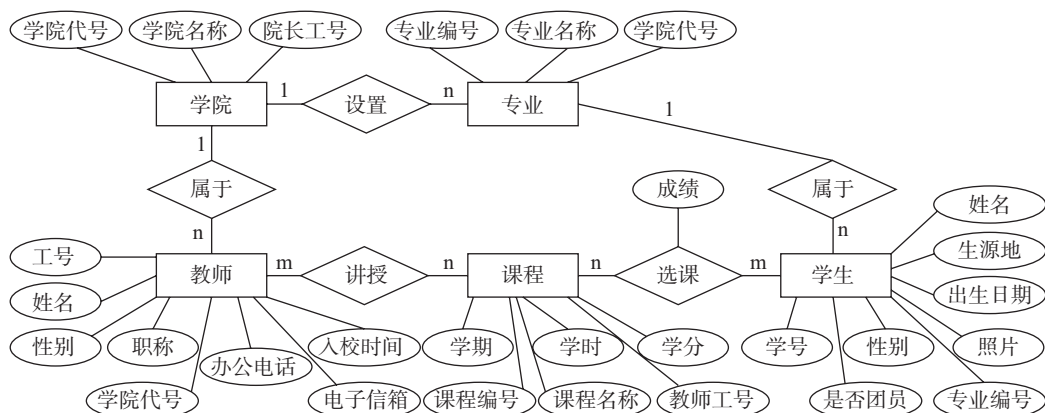 学院代号 学院名称 院长工号 专业编号 专业名称 学院代号
学院 1 设置 n 专业
1 1
属于 成绩 属于
姓名
n n
工号 生源地
教师 m 讲授 n 课程 n 选课 m 学生
姓名 出生日期
性别 职称 入校时间 学期 学时 学分 学号 性别 照片
办公电话
学院代号 电子信箱 课程编号 课程名称 教师工号 是否团员 专业编号